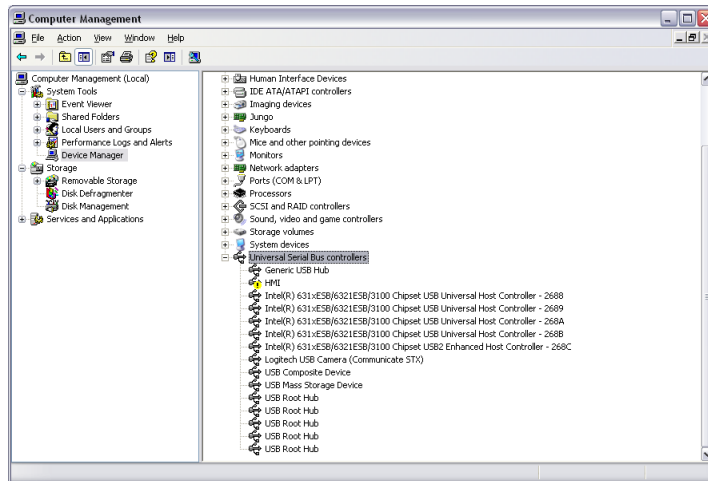 Computer Management
File Action View Window Help
Computer Management (Local)
System Tools
Event Viewer
Shared Folders
Local Users and Groups
Performance Logs and Alerts
Device Manager
Storage
Removable Storage
Disk Defragmenter
Disk Management
Services and Applications
Human Interface Devices
IDE ATA/ATAPI controllers
Imaging devices
Jungo
Keyboards
Mice and other pointing devices
Monitors
Network adapters
Ports (COM & LPT)
Processors
SCSI and RAID controllers
Sound, video and game controllers
Storage volumes
System devices
Universal Serial Bus controllers
Generic USB Hub
HMI
Intel(R) 631xESB/6321ESB/3100 Chipset USB Universal Host Controller - 2688
Intel(R) 631xESB/6321ESB/3100 Chipset USB Universal Host Controller - 2689
Intel(R) 631xESB/6321ESB/3100 Chipset USB Universal Host Controller - 268A
Intel(R) 631xESB/6321ESB/3100 Chipset USB Universal Host Controller - 268B
Intel(R) 631xESB/6321ESB/3100 Chipset USB2 Enhanced Host Controller - 268C
Logitech USB Camera (Communicate STX)
USB Composite Device
USB Mass Storage Device
USB Root Hub
USB Root Hub
USB Root Hub
USB Root Hub
USB Root Hub